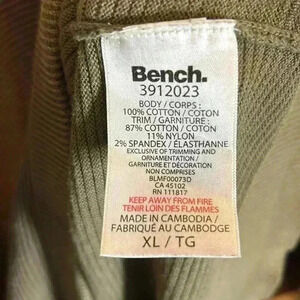 Bench.
3912023
BODY / CORPS :
100% COTTON / COTON
TRIM / GARNITURE :
87% COTTON / COTON
11% NYLON
2% SPANDEX / ÉLASTHANNE
EXCLUSIVE OF TRIMMING AND
ORNAMENTATION /
GARNITURE ET DÉCORATION
NON COMPRISES
BLMF00073D
CA 45102
RN 111817
KEEP AWAY FROM FIRE
TENIR LOIN DES FLAMMES
MADE IN CAMBODIA /
FABRIQUÉ AU CAMBODGE
XL / TG